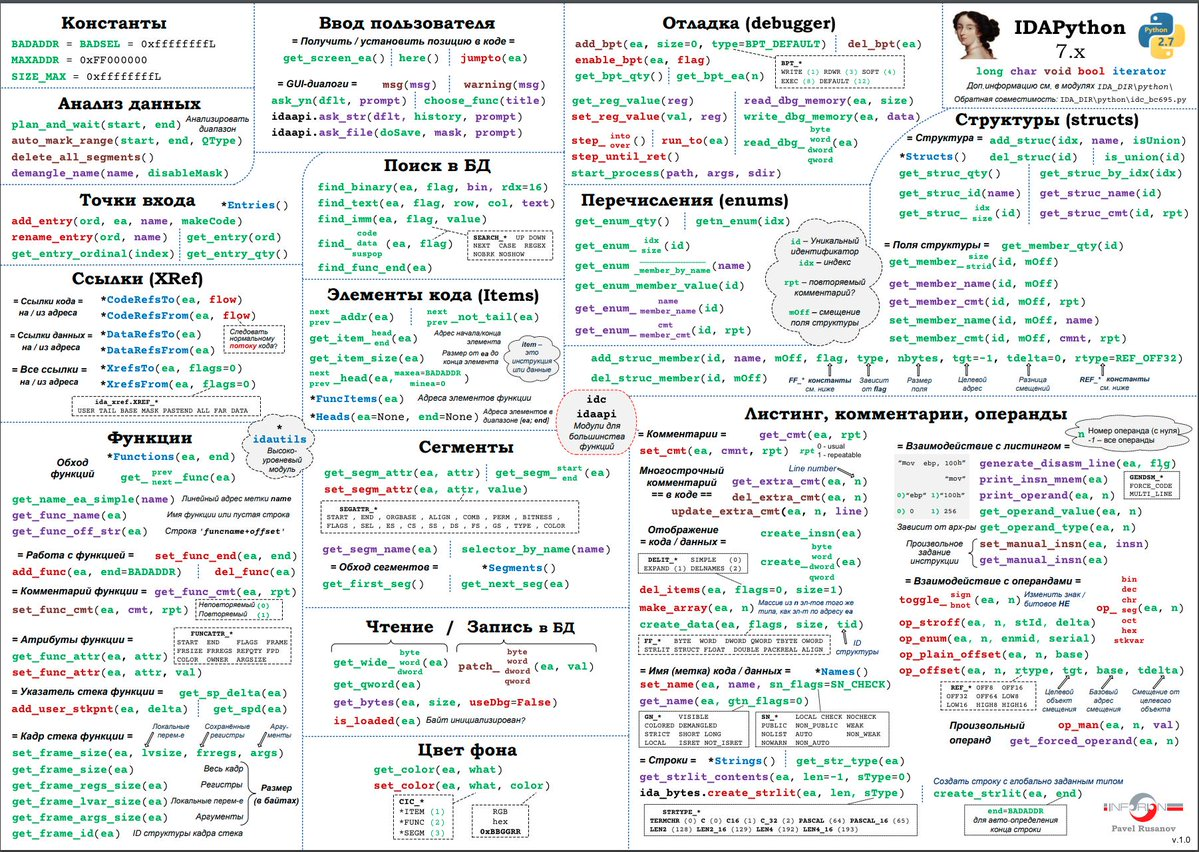 Константы
BADADDR = BADSEL = 0xffffffffL
MAXADDR = 0xFF000000
SIZE_MAX = 0xffffffffL
Анализ данных
plan_and_wait(start, end) Анализировать диапазон
auto_mark_range(start, end, QType)
delete_all_segments()
demangle_name(name, disableMask)
Точки входа
*Entries()
add_entry(ord, ea, name, makeCode)
rename_entry(ord, name) get_entry(ord)
get_entry_ordinal(index) get_entry_qty()
Ссылки (XRef)
= Ссылки кода = на / из адреса
*CodeRefsTo(ea, flow)
*CodeRefsFrom(ea, flow)
= Ссылки данных = на / из адреса
*DataRefsTo(ea)
*DataRefsFrom(ea)
Следовать нормальному потоку кода?
= Все ссылки = на / из адреса
*XrefsTo(ea, flags=0)
*XrefsFrom(ea, flags=0)
ida_xref.XREF_*
USER TAIL BASE MASK PASTEND ALL FAR DATA
Функции
* idautils
Высоко-уровневый модуль
*Functions(ea, end)
Обход функций
get_ prev next _func(ea)
get_name_ea_simple(name) Линейный адрес метки name
get_func_name(ea) Имя функции или пустая строка
get_func_off_str(ea) Строка 'funcname+offset'
= Работа с функцией = set_func_end(ea, end)
add_func(ea, end=BADADDR) del_func(ea)
= Комментарий функции = get_func_cmt(ea, rpt)
set_func_cmt(ea, cmt, rpt) Неповторяемый (0) Повторяемый (1)
= Атрибуты функции =
get_func_attr(ea, attr)
set_func_attr(ea, attr, val)
FUNCATTR_*
START END FLAGS FRAME
FRSIZE FRREGS REFQTY FPD
COLOR OWNER ARGSIZE
= Указатель стека функции = get_sp_delta(ea)
add_user_stkpnt(ea, delta) get_spd(ea)
= Кадр стека функции =
Локальные перем-е
Сохранённые регистры
Аргу-менты
set_frame_size(ea, lvsize, frregs, args)
get_frame_size(ea) Весь кадр
get_frame_regs_size(ea) Регистры
get_frame_lvar_size(ea) Локальные перем-е
get_frame_args_size(ea) Аргументы
Размер (в байтах)
get_frame_id(ea) ID структуры кадра стека
Ввод пользователя
= Получить / установить позицию в коде =
get_screen_ea() here() jumpto(ea)
= GUI-диалоги = msg(msg) warning(msg)
ask_yn(dflt, prompt) choose_func(title)
idaapi.ask_str(dflt, history, prompt)
idaapi.ask_file(doSave, mask, prompt)
Поиск в БД
find_binary(ea, flag, bin, rdx=16)
find_text(ea, flag, row, col, text)
find_imm(ea, flag, value)
find_ code data suspop (ea, flag)
SEARCH_* UP DOWN
NEXT CASE REGEX
NOBRK NOSHOW
find_func_end(ea)
Элементы кода (Items)
next prev _addr(ea) next prev _not_tail(ea)
get_item_ head end (ea) Адрес начала/конца элемента
get_item_size(ea) Размер от ea до конца элемента
next prev _head(ea, maxea=BADADDR minea=0 )
item – это инструкция или данные
*FuncItems(ea) Адреса элементов функции
*Heads(ea=None, end=None) Адреса элементов в диапазоне [ea; end]
idc
idaapi
Модули для большинства функций
Сегменты
get_segm_attr(ea, attr) get_segm_ start end (ea)
set_segm_attr(ea, attr, value)
SEGATTR_*
START , END , ORGBASE , ALIGN , COMB , PERM , BITNESS ,
FLAGS , SEL , ES , CS , SS , DS , FS , GS , TYPE , COLOR
get_segm_name(ea) selector_by_name(name)
= Обход сегментов = *Segments()
get_first_seg() get_next_seg(ea)
Чтение / Запись в БД
get_wide_ byte word dword (ea)
patch_ byte word dword qword (ea, val)
get_qword(ea)
get_bytes(ea, size, useDbg=False)
is_loaded(ea) Байт инициализирован?
Цвет фона
get_color(ea, what)
set_color(ea, what, color)
CIC_*
*ITEM (1)
*FUNC (2)
*SEGM (3)
RGB
hex
0xBBGGRR
Отладка (debugger)
add_bpt(ea, size=0, type=BPT_DEFAULT) del_bpt(ea)
enable_bpt(ea, flag)
get_bpt_qty() get_bpt_ea(n)
BPT_*
WRITE (1) RDWR (3) SOFT (4)
EXEC (8) DEFAULT (12)
get_reg_value(reg) read_dbg_memory(ea, size)
set_reg_value(val, reg) write_dbg_memory(ea, data)
step_ into over () run_to(ea) read_dbg_ byte word dword qword (ea)
step_until_ret()
start_process(path, args, sdir)
Перечисления (enums)
get_enum_qty() getn_enum(idx)
get_enum_ idx size (id)
get_enum _member_by_name (name)
get_enum_member_value(id)
get_enum_ name member_name (id)
get_enum_ cmt member_cmt (id, rpt)
id – Уникальный идентификатор
idx – индекс
rpt – повторяемый комментарий?
mOff – смещение поля структуры
IDAPython
7.x
Python 2.7
long char void bool iterator
Доп.информацию см. в модулях IDA_DIR\python\
Обратная совместимость: IDA_DIR\python\idc_bc695.py
Структуры (structs)
= Структура = add_struc(idx, name, isUnion)
*Structs() del_struc(id) is_union(id)
get_struc_qty() get_struc_by_idx(idx)
get_struc_id(name) get_struc_name(id)
get_struc_ idx size (id) get_struc_cmt(id, rpt)
= Поля структуры = get_member_qty(id)
get_member_ size strid (id, mOff)
get_member_name(id, mOff)
get_member_cmt(id, mOff, rpt)
set_member_name(id, mOff, name)
set_member_cmt(id, mOff, cmnt, rpt)
add_struc_member(id, name, mOff, flag, type, nbytes, tgt=-1, tdelta=0, rtype=REF_OFF32)
del_struc_member(id, mOff)
FF_* константы см. ниже
Зависит от flag
Размер поля
Целевой адрес
Разница смещений
REF_* константы см. ниже
Листинг, комментарии, операнды
n Номер операнда (с нуля)
-1 – все операнды
= Комментарии = get_cmt(ea, rpt)
set_cmt(ea, cmnt, rpt) 0 - usual 1 - repeatable
Многострочный комментарий == в коде ==
Line number
get_extra_cmt(ea, n)
del_extra_cmt(ea, n)
update_extra_cmt(ea, n, line)
Отображение = кода / данных =
create_insn(ea)
create_ byte word dword qword (ea)
DELIT_* SIMPLE (0)
EXPAND (1) DELNAMES (2)
del_items(ea, flags=0, size=1)
make_array(ea, n) Массив из n эл-тов того же типа, как эл-т по адресу ea
create_data(ea, flags, size, tid)
ID структуры
FF_* BYTE WORD DWORD QWORD TBYTE OWORD
STRLIT STRUCT FLOAT DOUBLE PACKREAL ALIGN
= Имя (метка) кода / данных = *Names()
set_name(ea, name, sn_flags=SN_CHECK)
get_name(ea, gtn_flags=0)
GN_* VISIBLE
COLORED DEMANGLED
STRICT SHORT LONG
LOCAL ISRET NOT_ISRET
SN_* LOCAL CHECK NOCHECK
PUBLIC NON_PUBLIC WEAK
NOLIST AUTO NON_WEAK
NOWARN NON_AUTO
= Строки = *Strings() get_str_type(ea)
get_strlit_contents(ea, len=-1, sType=0)
ida_bytes.create_strlit(ea, len, sType)
STRTYPE_*
TERMCHR (0) C (0) C16 (1) C_32 (2) PASCAL (64) PASCAL_16 (65)
LEN2 (128) LEN2_16 (129) LEN4 (192) LEN4_16 (193)
= Взаимодействие с листингом =
"Mov ebp, 100h" generate_disasm_line(ea, flg)
"mov" print_insn_mnem(ea)
0)"ebp" 1)"100h" print_operand(ea, n)
0) 0 1) 256 get_operand_value(ea, n)
GENDSM_*
FORCE_CODE
MULTI_LINE
Зависит от арх-ры get_operand_type(ea, n)
Произвольное задание инструкции
set_manual_insn(ea, insn)
get_manual_insn(ea)
= Взаимодействие с операндами =
toggle_ sign bnot (ea, n) Изменить знак / битовое НЕ
op_ bin dec chr seg oct hex stkvar (ea, n)
op_stroff(ea, n, stId, delta)
op_enum(ea, n, enmid, serial)
op_plain_offset(ea, n, base)
op_offset(ea, n, rtype, tgt, base, tdelta)
REF_* OFF8 OFF16
OFF32 OFF64 LOW8
LOW16 HIGH8 HIGH16
Целевой объект смещения
Базовый адрес смещения
Смещение от целевого объекта
Произвольный операнд
op_man(ea, n, val)
get_forced_operand(ea, n)
Создать строку с глобально заданным типом
create_strlit(ea, end)
end=BADADDR
для авто-определения конца строки
INFORION
Pavel Rusanov
v.1.0